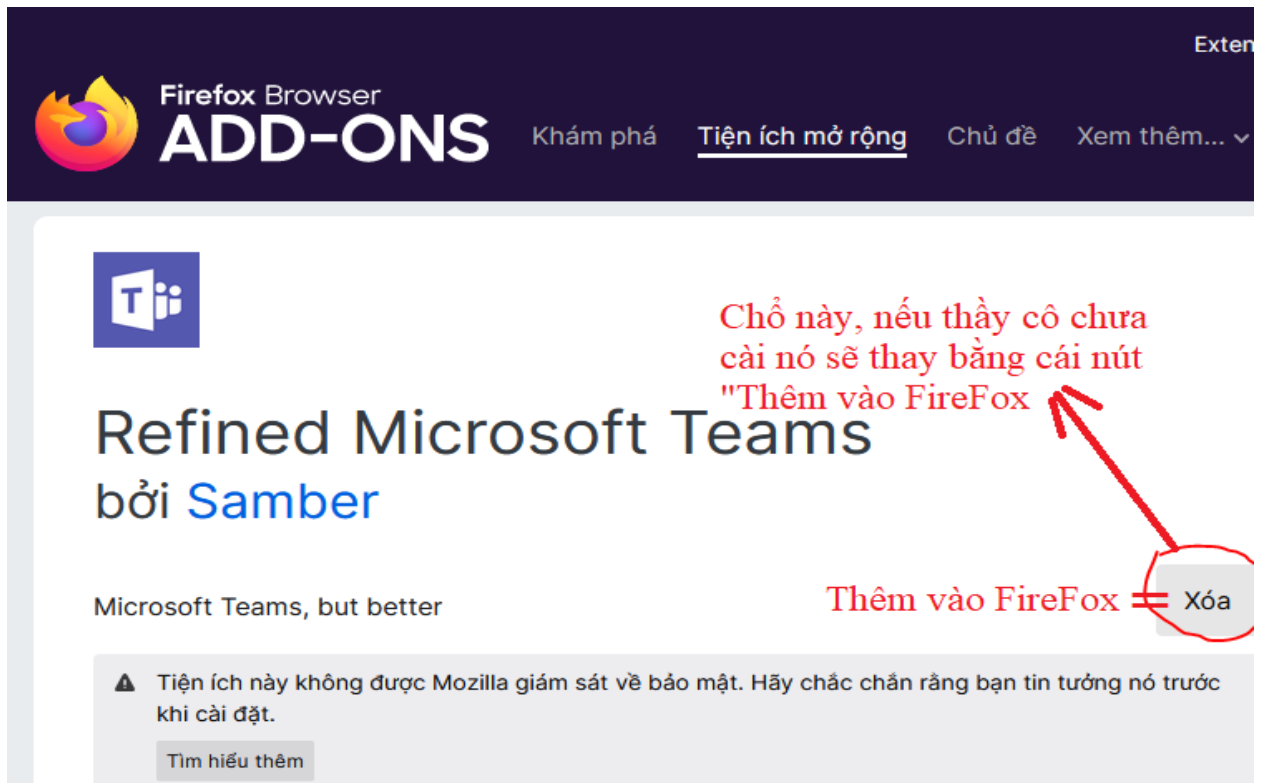 Exten
Firefox Browser
ADD-ONS
Khám phá Tiện ích mở rộng Chủ đề Xem thêm...
T
Chổ này, nếu thầy cô chưa
cài nó sẽ thay bằng cái nút
"Thêm vào FireFox
Refined Microsoft Teams
bởi Samber
Microsoft Teams, but better
Thêm vào FireFox = Xóa
Tiện ích này không được Mozilla giám sát về bảo mật. Hãy chắc chắn rằng bạn tin tưởng nó trước
khi cài đặt.
Tìm hiểu thêm